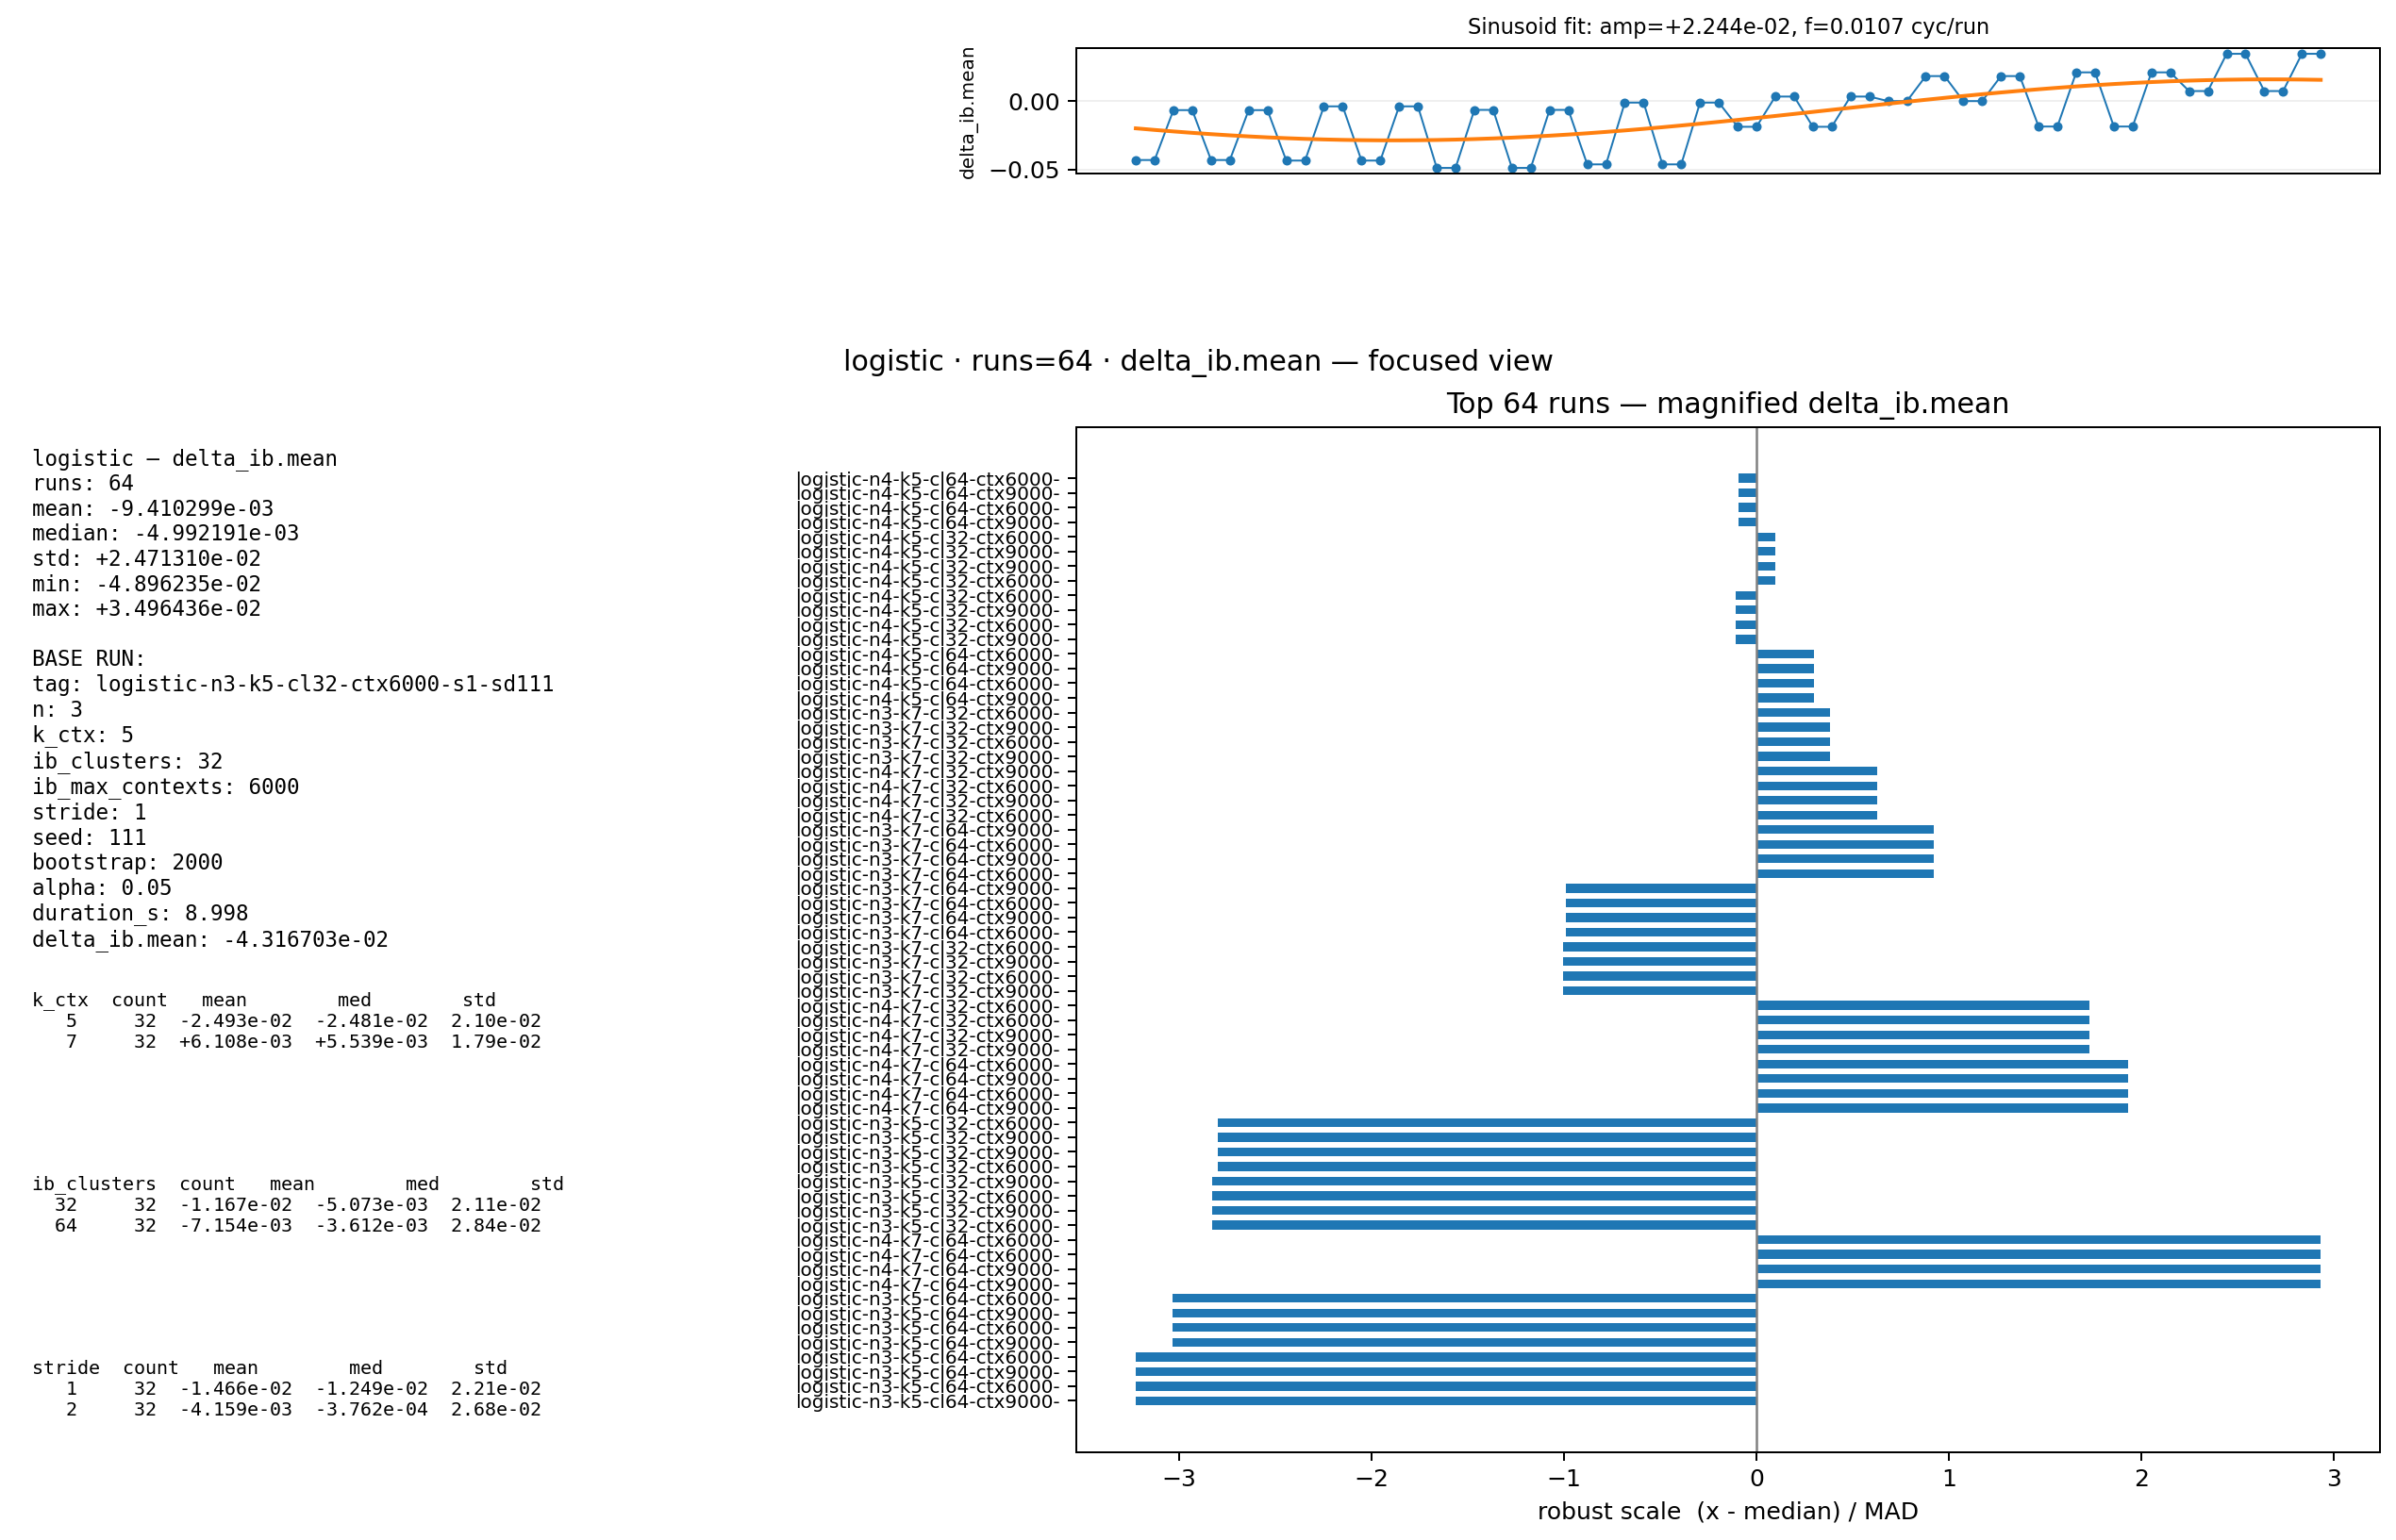 Sinusoid fit: amp=+2.244e-02, f=0.0107 cyc/run
delta_ib.mean
0.00
−0.05
logistic · runs=64 · delta_ib.mean — focused view
Top 64 runs — magnified delta_ib.mean
logistic — delta_ib.mean
runs: 64
mean: -9.410299e-03
median: -4.992191e-03
std: +2.471310e-02
min: -4.896235e-02
max: +3.496436e-02
BASE RUN:
tag: logistic-n3-k5-cl32-ctx6000-s1-sd111
n: 3
k_ctx: 5
ib_clusters: 32
ib_max_contexts: 6000
stride: 1
seed: 111
bootstrap: 2000
alpha: 0.05
duration_s: 8.998
delta_ib.mean: -4.316703e-02
k_ctx count mean med std
5 32 -2.493e-02 -2.481e-02 2.10e-02
7 32 +6.108e-03 +5.539e-03 1.79e-02
ib_clusters count mean med std
32 32 -1.167e-02 -5.073e-03 2.11e-02
64 32 -7.154e-03 -3.612e-03 2.84e-02
stride count mean med std
1 32 -1.466e-02 -1.249e-02 2.21e-02
2 32 -4.159e-03 -3.762e-04 2.68e-02
logistic-n4-k5-cl64-ctx6000-
logistic-n4-k5-cl64-ctx9000-
logistic-n4-k5-cl64-ctx6000-
logistic-n4-k5-cl64-ctx9000-
logistic-n4-k5-cl32-ctx6000-
logistic-n4-k5-cl32-ctx9000-
logistic-n4-k5-cl32-ctx9000-
logistic-n4-k5-cl32-ctx6000-
logistic-n4-k5-cl32-ctx6000-
logistic-n4-k5-cl32-ctx9000-
logistic-n4-k5-cl32-ctx6000-
logistic-n4-k5-cl32-ctx9000-
logistic-n4-k5-cl64-ctx6000-
logistic-n4-k5-cl64-ctx9000-
logistic-n4-k5-cl64-ctx6000-
logistic-n4-k5-cl64-ctx9000-
logistic-n3-k7-cl32-ctx6000-
logistic-n3-k7-cl32-ctx9000-
logistic-n3-k7-cl32-ctx6000-
logistic-n3-k7-cl32-ctx9000-
logistic-n4-k7-cl32-ctx9000-
logistic-n4-k7-cl32-ctx6000-
logistic-n4-k7-cl32-ctx9000-
logistic-n4-k7-cl32-ctx6000-
logistic-n3-k7-cl64-ctx9000-
logistic-n3-k7-cl64-ctx6000-
logistic-n3-k7-cl64-ctx9000-
logistic-n3-k7-cl64-ctx6000-
logistic-n3-k7-cl64-ctx9000-
logistic-n3-k7-cl64-ctx6000-
logistic-n3-k7-cl64-ctx9000-
logistic-n3-k7-cl64-ctx6000-
logistic-n3-k7-cl32-ctx6000-
logistic-n3-k7-cl32-ctx9000-
logistic-n3-k7-cl32-ctx6000-
logistic-n3-k7-cl32-ctx9000-
logistic-n4-k7-cl32-ctx6000-
logistic-n4-k7-cl32-ctx6000-
logistic-n4-k7-cl32-ctx9000-
logistic-n4-k7-cl32-ctx9000-
logistic-n4-k7-cl64-ctx6000-
logistic-n4-k7-cl64-ctx9000-
logistic-n4-k7-cl64-ctx6000-
logistic-n4-k7-cl64-ctx9000-
logistic-n3-k5-cl32-ctx6000-
logistic-n3-k5-cl32-ctx9000-
logistic-n3-k5-cl32-ctx9000-
logistic-n3-k5-cl32-ctx6000-
logistic-n3-k5-cl32-ctx9000-
logistic-n3-k5-cl32-ctx6000-
logistic-n3-k5-cl32-ctx9000-
logistic-n3-k5-cl32-ctx6000-
logistic-n4-k7-cl64-ctx6000-
logistic-n4-k7-cl64-ctx6000-
logistic-n4-k7-cl64-ctx9000-
logistic-n4-k7-cl64-ctx9000-
logistic-n3-k5-cl64-ctx6000-
logistic-n3-k5-cl64-ctx9000-
logistic-n3-k5-cl64-ctx6000-
logistic-n3-k5-cl64-ctx9000-
logistic-n3-k5-cl64-ctx6000-
logistic-n3-k5-cl64-ctx9000-
logistic-n3-k5-cl64-ctx6000-
logistic-n3-k5-cl64-ctx9000-
−3 −2 −1 0 1 2 3
robust scale (x - median) / MAD